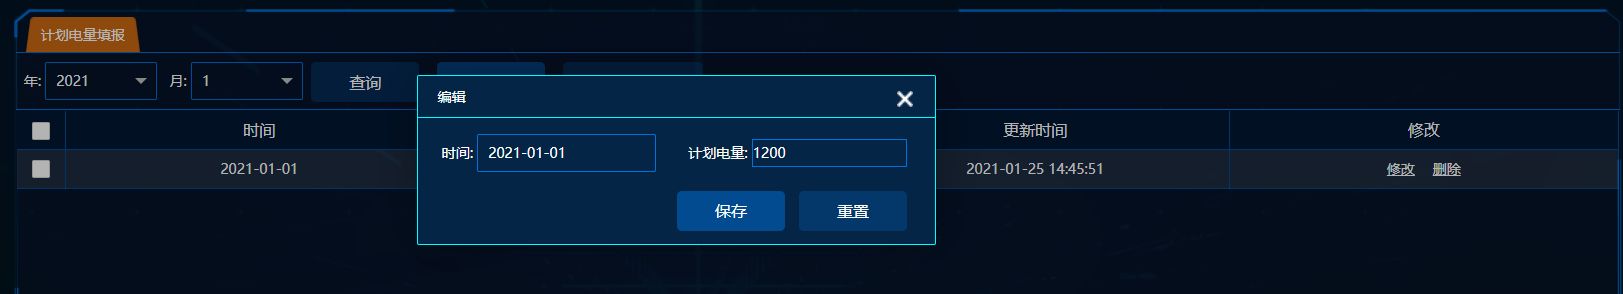 计划电量填报
年: 2021 月: 1 查询
编辑
时间 更新时间 修改
时间: 2021-01-01 计划电量: 1200
2021-01-01 2021-01-25 14:45:51 修改 删除
保存 重置